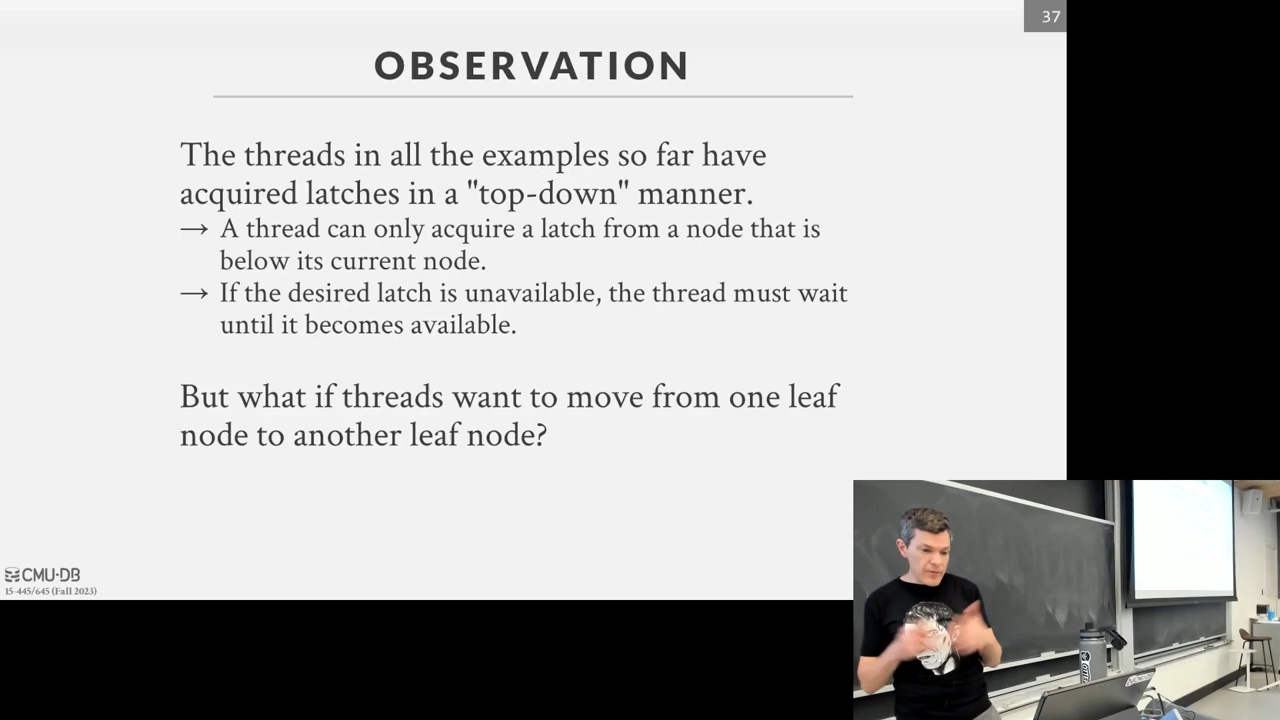 37
OBSERVATION
The threads in all the examples so far have
acquired latches in a "top-down" manner.
→ A thread can only acquire a latch from a node that is
below its current node.
→ If the desired latch is unavailable, the thread must wait
until it becomes available.
But what if threads want to move from one leaf
node to another leaf node?
CMU·DB
15-445/645 (Fall 2023)